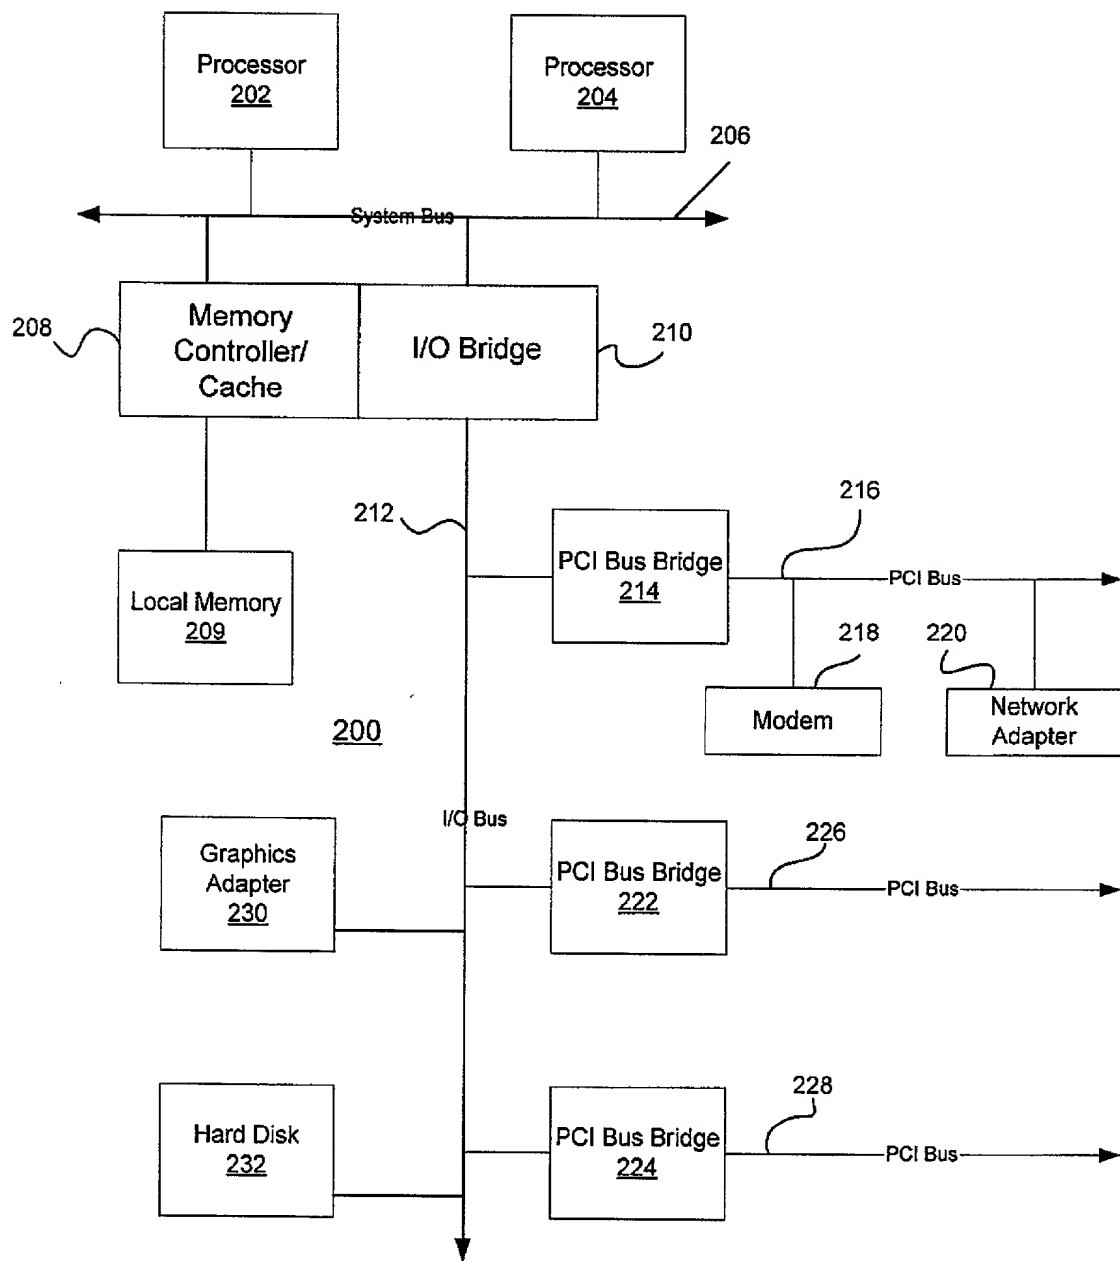 Processor
202
Processor
204
206
System Bus
208
Memory
Controller/
Cache
I/O Bridge
210
212
216
PCI Bus Bridge
214
PCI Bus
Local Memory
209
218
220
Modem
Network
Adapter
200
I/O Bus
Graphics
Adapter
230
PCI Bus Bridge
222
226
PCI Bus
Hard Disk
232
PCI Bus Bridge
224
228
PCI Bus